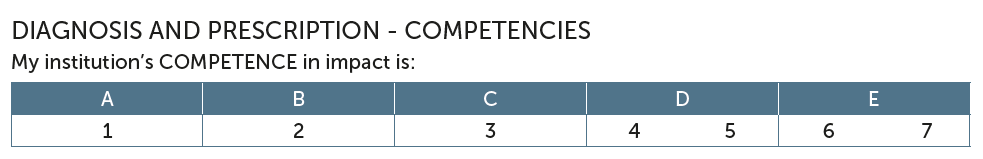 DIAGNOSIS AND PRESCRIPTION - COMPETENCIES
My institution's COMPETENCE in impact is:
A B C D E
1 2 3 4 5 6 7